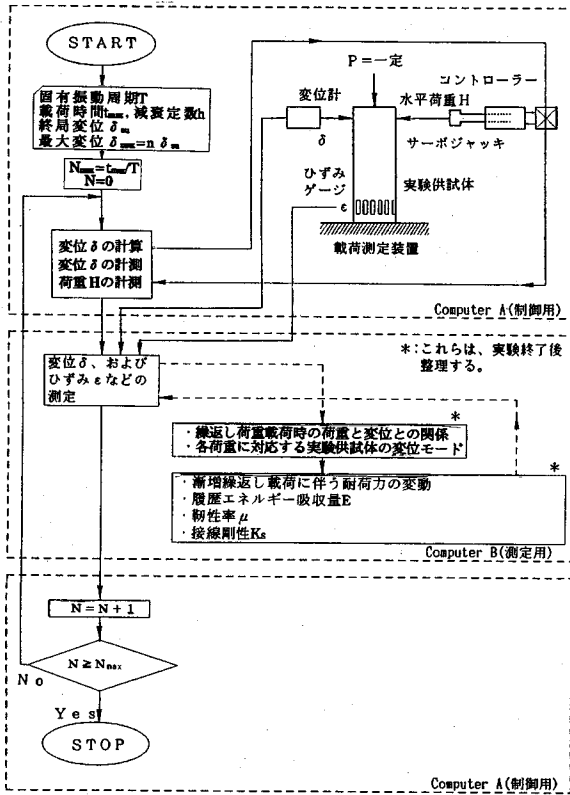 START
固有振動周期T
載荷時間tmax, 減衰定数h
終局変位 δm
最大変位 δmax=n δm
Nmax=tmax/T
N=0
変位δの計算
変位δの計測
荷重Hの計測
P=一定
コントローラー
変位計
水平荷重H
δ
サーボジャッキ
ひずみ
ゲージ
ε
実験供試体
載荷測定装置
Computer A(制御用)
変位δ、および
ひずみεなどの
測定
*:これらは、実験終了後
整理する。
*
・繰返し荷重載荷時の荷重と変位との関係
・各荷重に対応する実験供試体の変位モード
*
・漸増繰返し載荷に伴う耐荷力の変動
・履歴エネルギー吸収量E
・靭性率μ
・接線剛性Ks
Computer B(測定用)
N=N+1
N≧Nmax
No
Yes
STOP
Computer A(制御用)